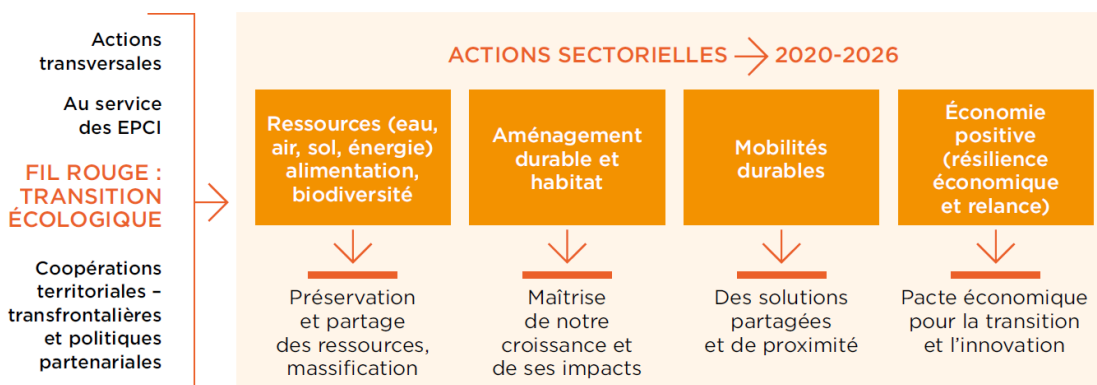 Actions
transversales
Au service
des EPCI
FIL ROUGE :
TRANSITION
ÉCOLOGIQUE
Coopérations
territoriales –
transfrontalières
et politiques
partenariales
ACTIONS SECTORIELLES → 2020-2026
Ressources (eau,
air, sol, énergie)
alimentation,
biodiversité
Préservation
et partage
des ressources,
massification
Aménagement
durable et
habitat
Maîtrise
de notre
croissance et
de ses impacts
Mobilités
durables
Des solutions
partagées
et de proximité
Économie
positive
(résilience
économique
et relance)
Pacte économique
pour la transition
et l’innovation